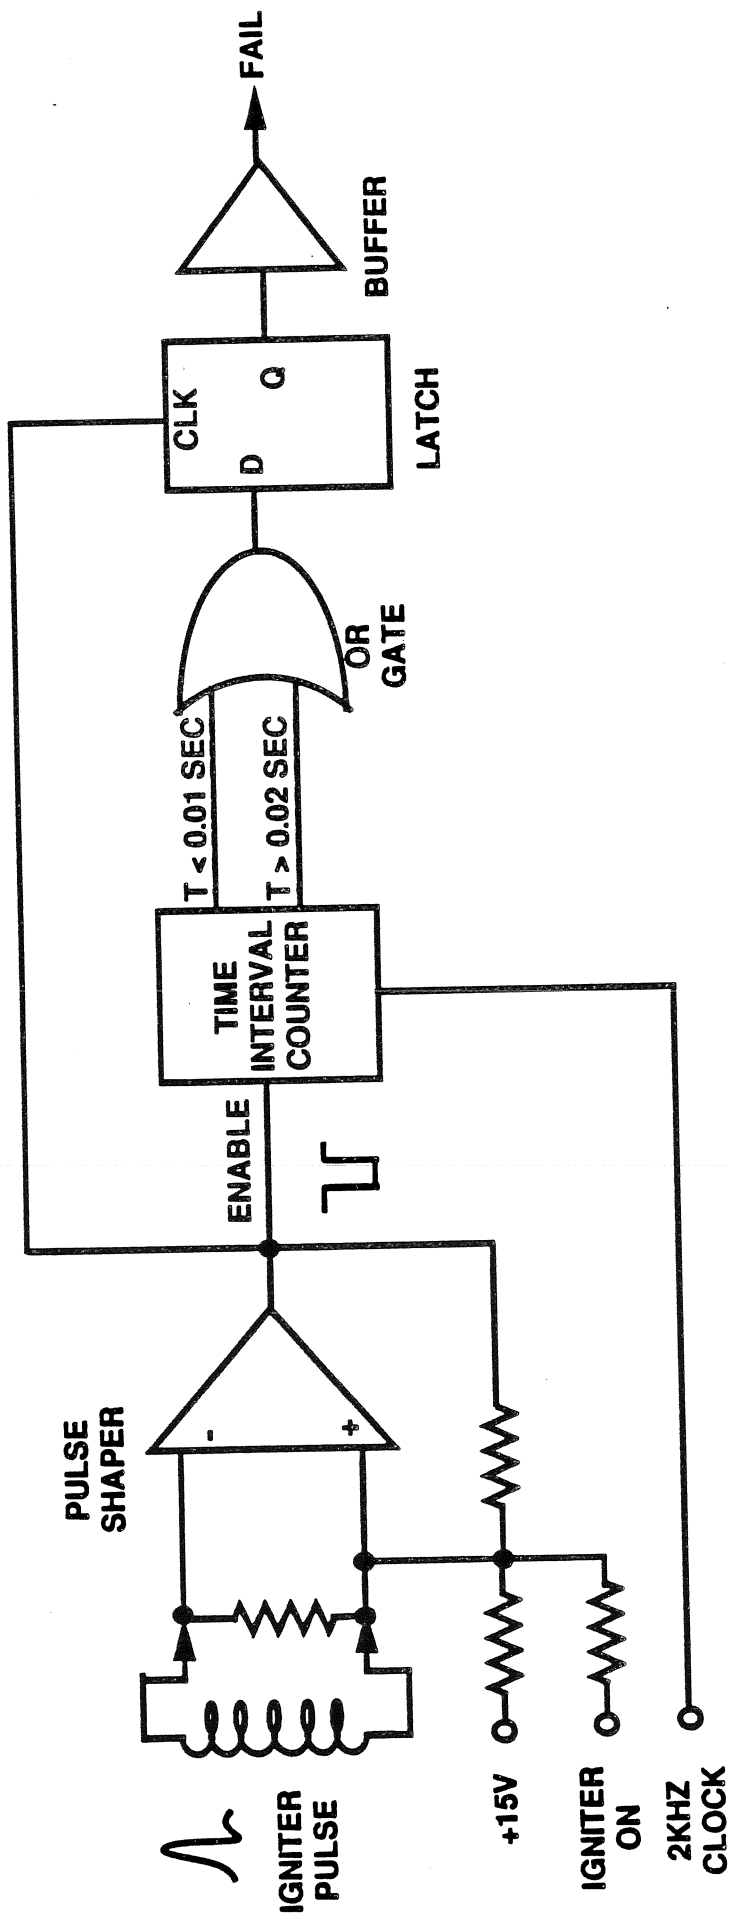 IGNITER
PULSE
PULSE
SHAPER
-
+
+15V
IGNITER
ON
2KHZ
CLOCK
ENABLE
TIME
INTERVAL
COUNTER
T < 0.01 SEC
T > 0.02 SEC
OR
GATE
CLK
D
Q
LATCH
BUFFER
FAIL